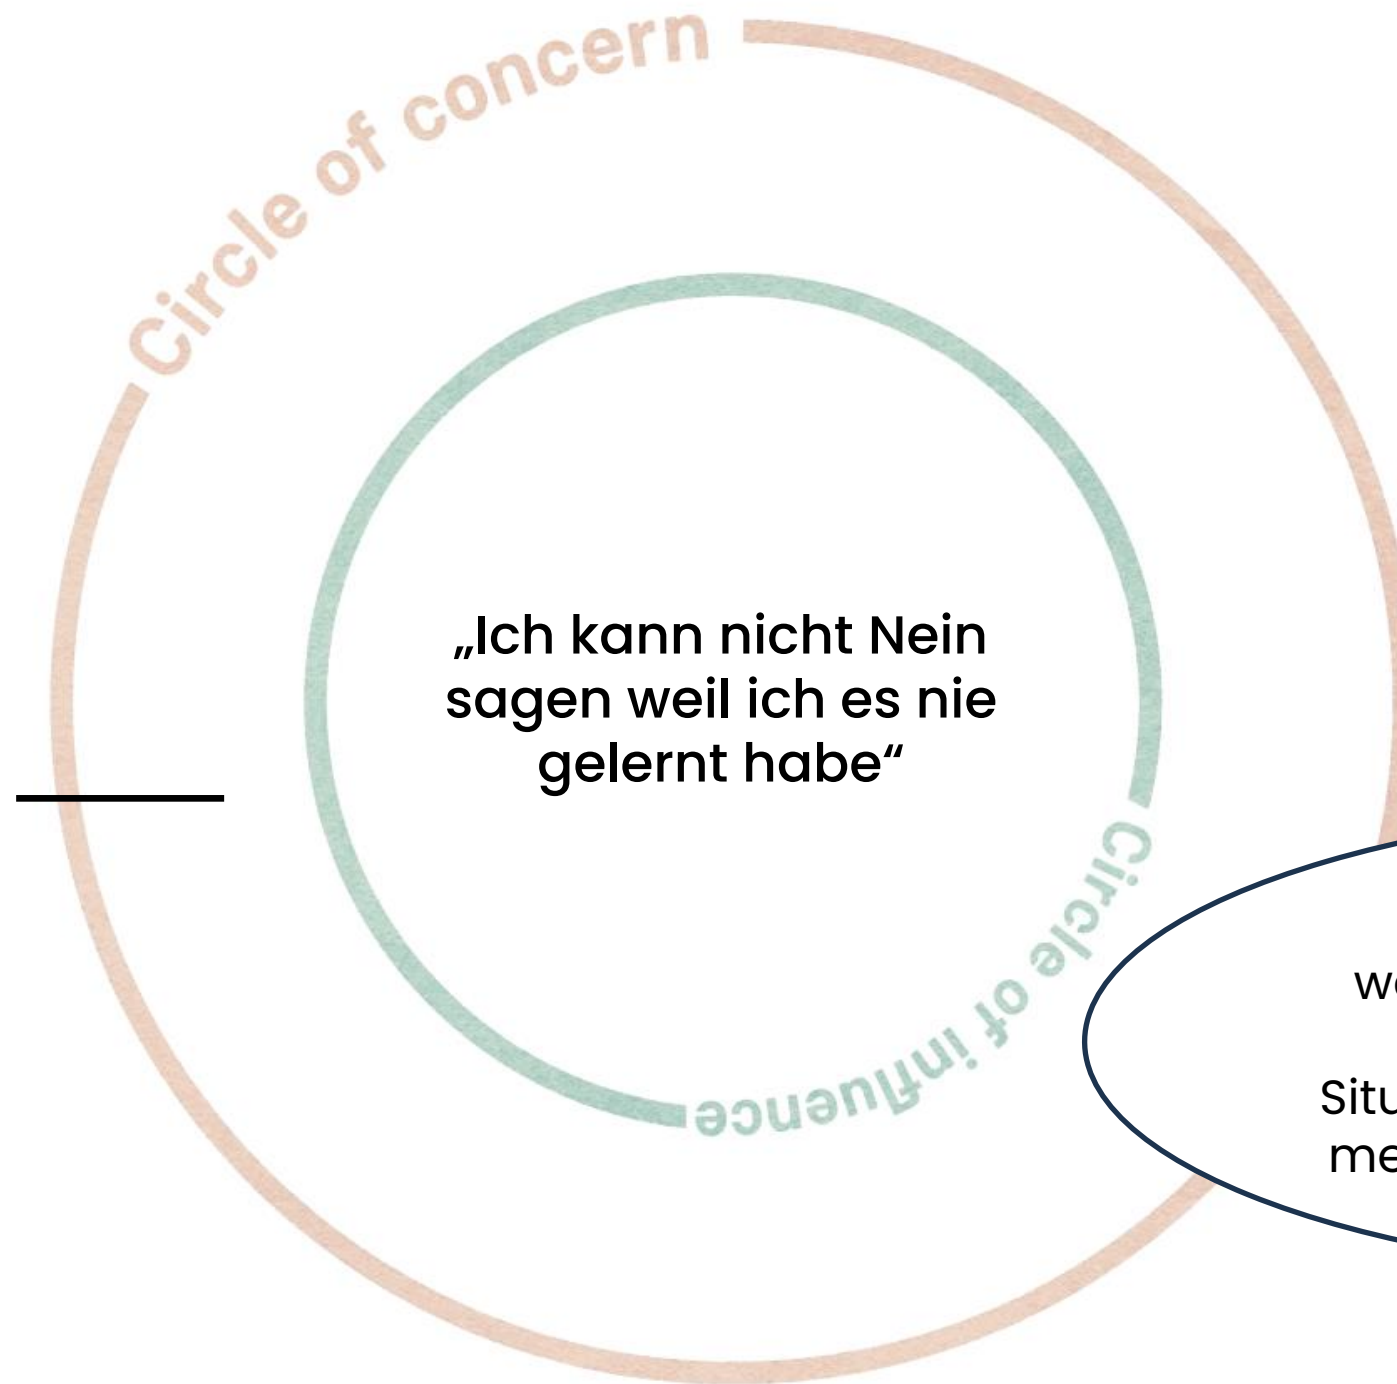 Circle of concern
„Ich kann nicht Nein
sagen weil ich es nie
gelernt habe“
Circle of influence